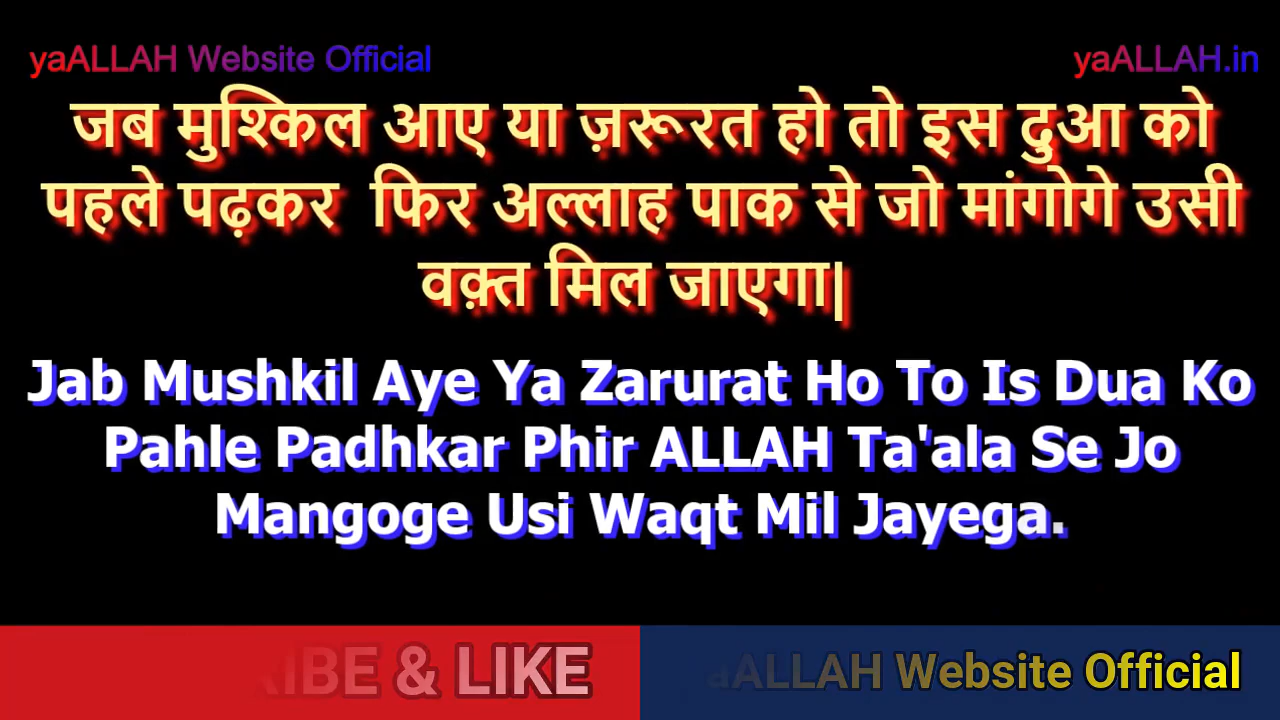 yaALLAH Website Official
yaALLAH.in
जब मुश्किल आए या ज़रूरत हो तो इस दुआ को
पहले पढ़कर फिर अल्लाह पाक से जो मांगोगे उसी
वक़्त मिल जाएगा|
Jab Mushkil Aye Ya Zarurat Ho To Is Dua Ko
Pahle Padhkar Phir ALLAH Ta'ala Se Jo
Mangoge Usi Waqt Mil Jayega.
& LIKE
aALLAH Website Official